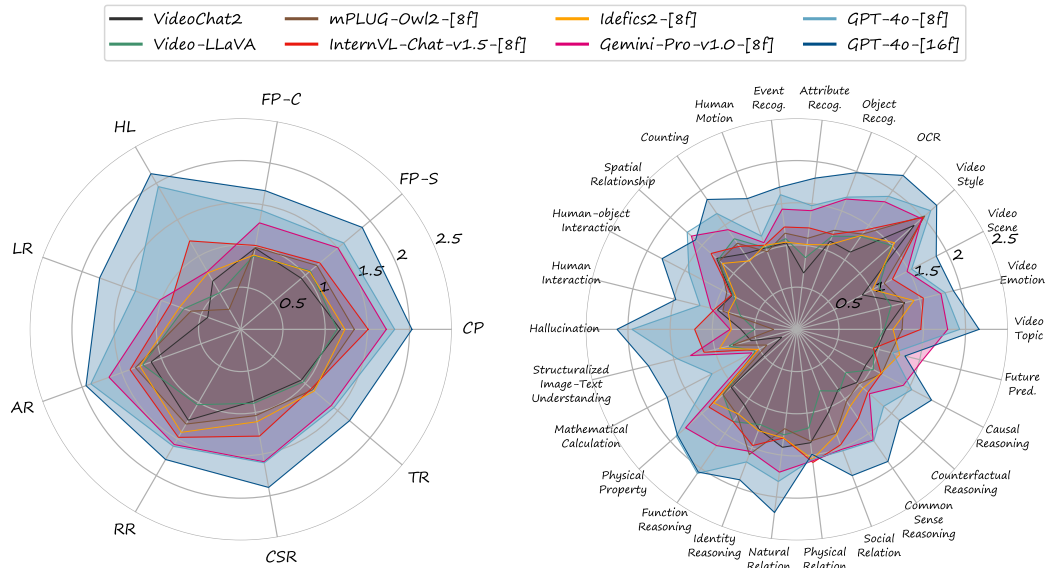 VideoChat2
mPLUG-Owl2-[8f]
Idefics2-[8f]
GPT-4o-[8f]
Video-LLaVA
InternVL-Chat-v1.5-[8f]
Gemini-Pro-v1.0-[8f]
GPT-4o-[16f]
FP-C
HL
FP-S
LR
CP
AR
TR
RR
CSR
0.5
1
1.5
2
2.5
Event
Recog.
Attribute
Recog.
Object
Recog.
OCR
Video
Style
Video
Scene
Video
Emotion
Video
Topic
Future
Pred.
Causal
Reasoning
Counterfactual
Reasoning
Common
Sense
Reasoning
Social
Relation
Physical
Relation
Natural
Relation
Identity
Reasoning
Function
Reasoning
Physical
Property
Mathematical
Calculation
Structuralized
Image-Text
Understanding
Hallucination
Human
Interaction
Human-object
Interaction
Spatial
Relationship
Counting
Human
Motion
0.5
1
1.5
2
2.5